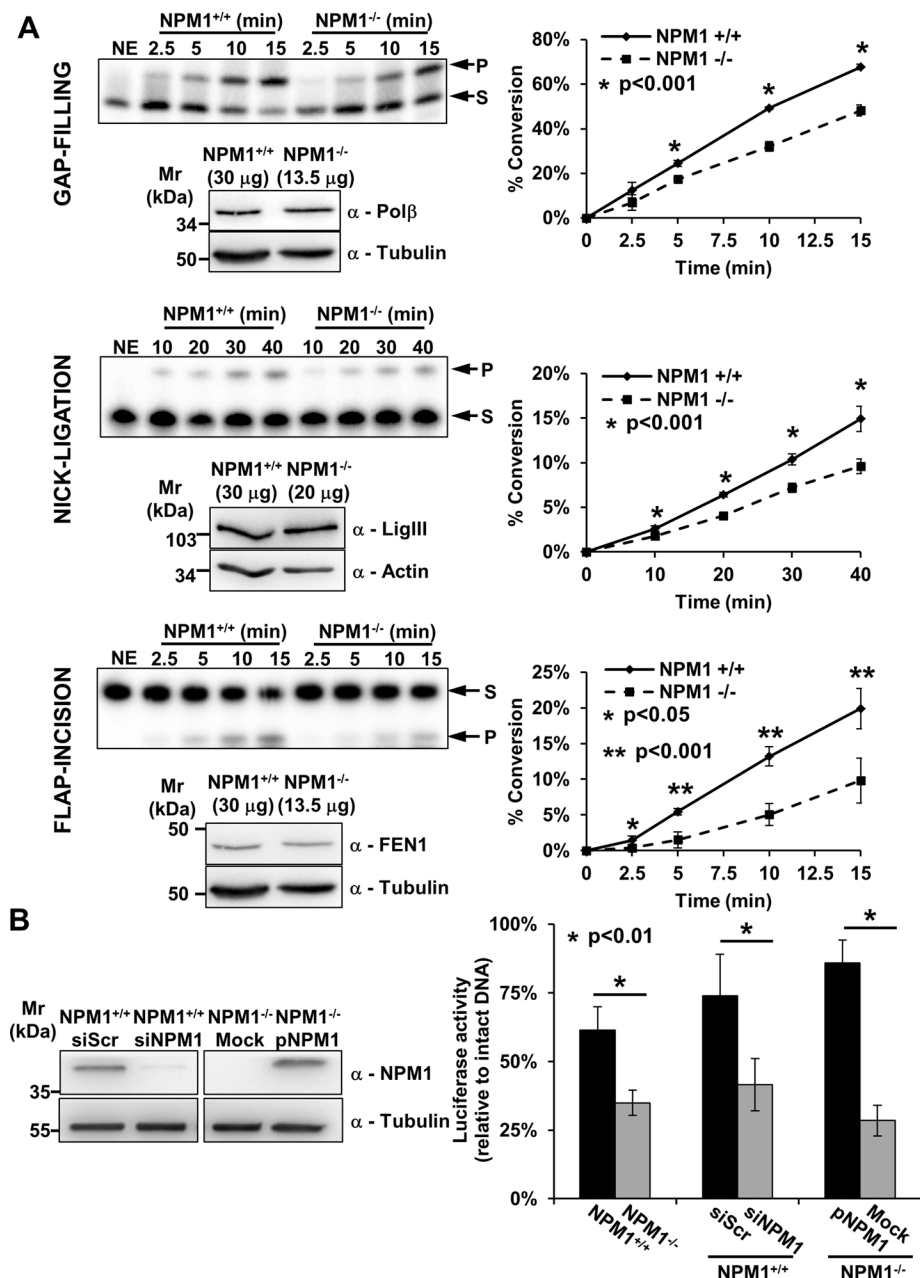 A
GAP-FILLING
NPM1+/+ (min) NPM1-/- (min)
NE 2.5 5 10 15 2.5 5 10 15
P
S
Mr
(kDa)
NPM1+/+ NPM1-/-
(30 µg) (13.5 µg)
34
α - Polβ
50
α - Tubulin
NPM1 +/+
NPM1 -/-
* p<0.001
% Conversion
80%
60%
40%
20%
0%
* * * *
0 2.5 5 7.5 10 12.5 15
Time (min)
NICK-LIGATION
NPM1+/+ (min) NPM1-/- (min)
NE 10 20 30 40 10 20 30 40
P
S
Mr
(kDa)
NPM1+/+ NPM1-/-
(30 µg) (20 µg)
103
α - LigIII
34
α - Actin
NPM1 +/+
NPM1 -/-
* p<0.001
% Conversion
20%
15%
10%
5%
0%
* * * *
0 10 20 30 40
Time (min)
FLAP-INCISION
NPM1+/+ (min) NPM1-/- (min)
NE 2.5 5 10 15 2.5 5 10 15
S
P
Mr
(kDa)
NPM1+/+ NPM1-/-
(30 µg) (13.5 µg)
50
α - FEN1
50
α - Tubulin
NPM1 +/+
NPM1 -/-
* p<0.05
** p<0.001
% Conversion
25%
20%
15%
10%
5%
0%
* ** ** **
0 2.5 5 7.5 10 12.5 15
Time (min)
B
Mr
(kDa)
NPM1+/+ NPM1+/+ NPM1-/- NPM1-/-
siScr siNPM1 Mock pNPM1
35
α - NPM1
55
α - Tubulin
* p<0.01
Luciferase activity
(relative to intact DNA)
100%
75%
50%
25%
0%
* * *
NPM1+/+ NPM1-/- siScr siNPM1 pNPM1 Mock
NPM1+/+ NPM1-/-